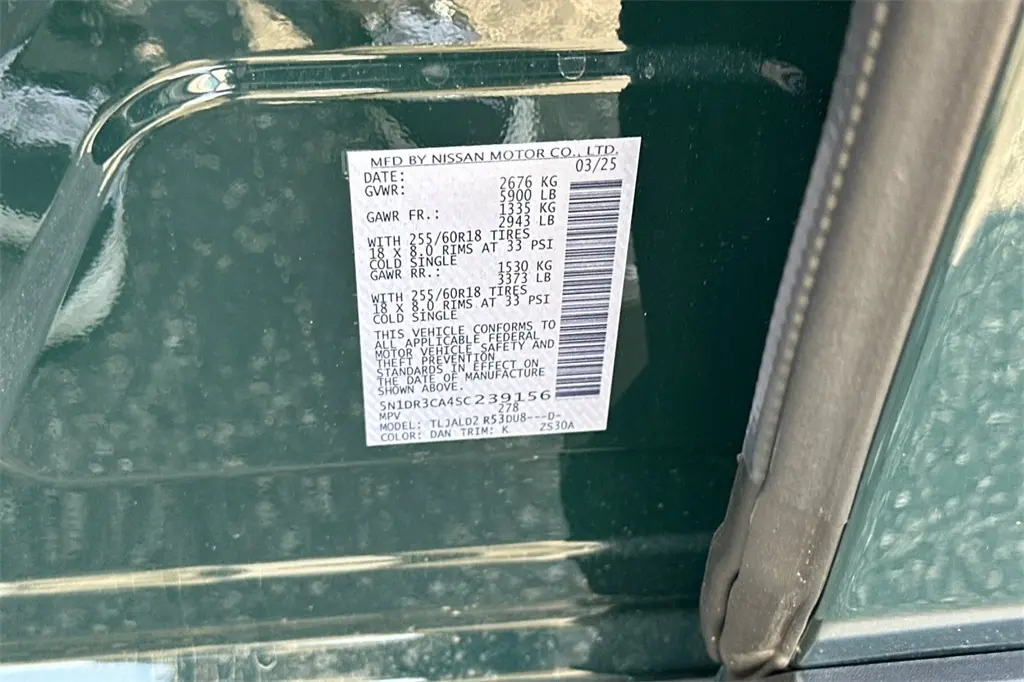 MFD BY NISSAN MOTOR CO., LTD.
DATE: 03/25
GVWR: 2676 KG
5900 LB
GAWR FR.: 1335 KG
2943 LB
WITH 255/60R18 TIRES
18 X 8.0 RIMS AT 33 PSI
COLD SINGLE
GAWR RR.: 1530 KG
3373 LB
WITH 255/60R18 TIRES
18 X 8.0 RIMS AT 33 PSI
COLD SINGLE
THIS VEHICLE CONFORMS TO
ALL APPLICABLE FEDERAL
MOTOR VEHICLE SAFETY AND
THEFT PREVENTION
STANDARDS IN EFFECT ON
THE DATE OF MANUFACTURE
SHOWN ABOVE.
5N1DR3CA4SC239156
MPV 278
MODEL: TLJALD2 R53DU8---D-
COLOR: DAN TRIM: K ZS30A